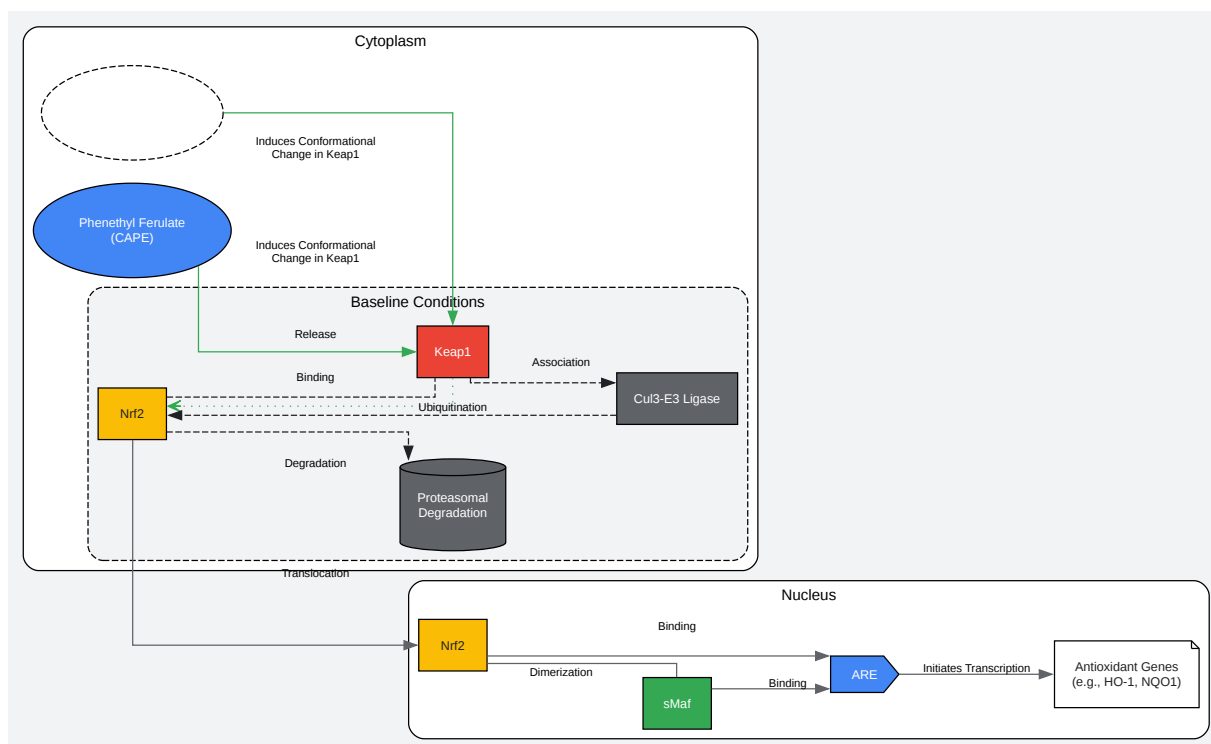 Cytoplasm
Induces Conformational
Change in Keap1
Phenethyl Ferulate
(CAPE)
Induces Conformational
Change in Keap1
Baseline Conditions
Release
Keap1
Association
Binding
Nrf2
Cul3-E3 Ligase
Ubiquitination
Degradation
Proteasomal
Degradation
Translocation
Nucleus
Nrf2
Binding
Dimerization
sMaf
Binding
ARE
Initiates Transcription
Antioxidant Genes
(e.g., HO-1, NQO1)